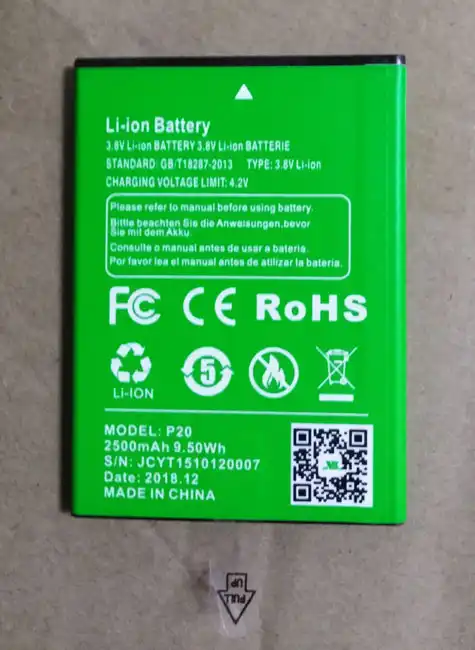 Li-ion Battery
3.8V Li-ion BATTERY 3.8V Li-ion BATTERIE
STANDARD: GB/T18287-2013 TYPE: 3.8V Li-ion
CHARGING VOLTAGE LIMIT: 4.2V
Please refer to manual before using battery.
Bitte beachten Sie die Anweisungen,bevor
Sie mit dem Akku.
Consulte o manual antes de usar a bateria.
Por favor lea el manual antes de utilizar la bateria.
FC CE RoHS
5
LI-ION
MODEL: P20
2500mAh 9.50Wh
S/N: JCYT1510120007
Date: 2018.12
MADE IN CHINA
PULL
UP